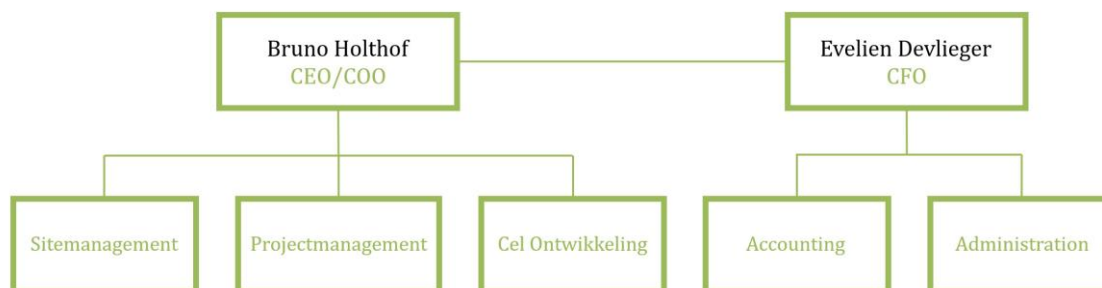 Bruno Holthof
CEO/COO
Evelien Devlieger
CFO
Sitemanagement
Projectmanagement
Cel Ontwikkeling
Accounting
Administration